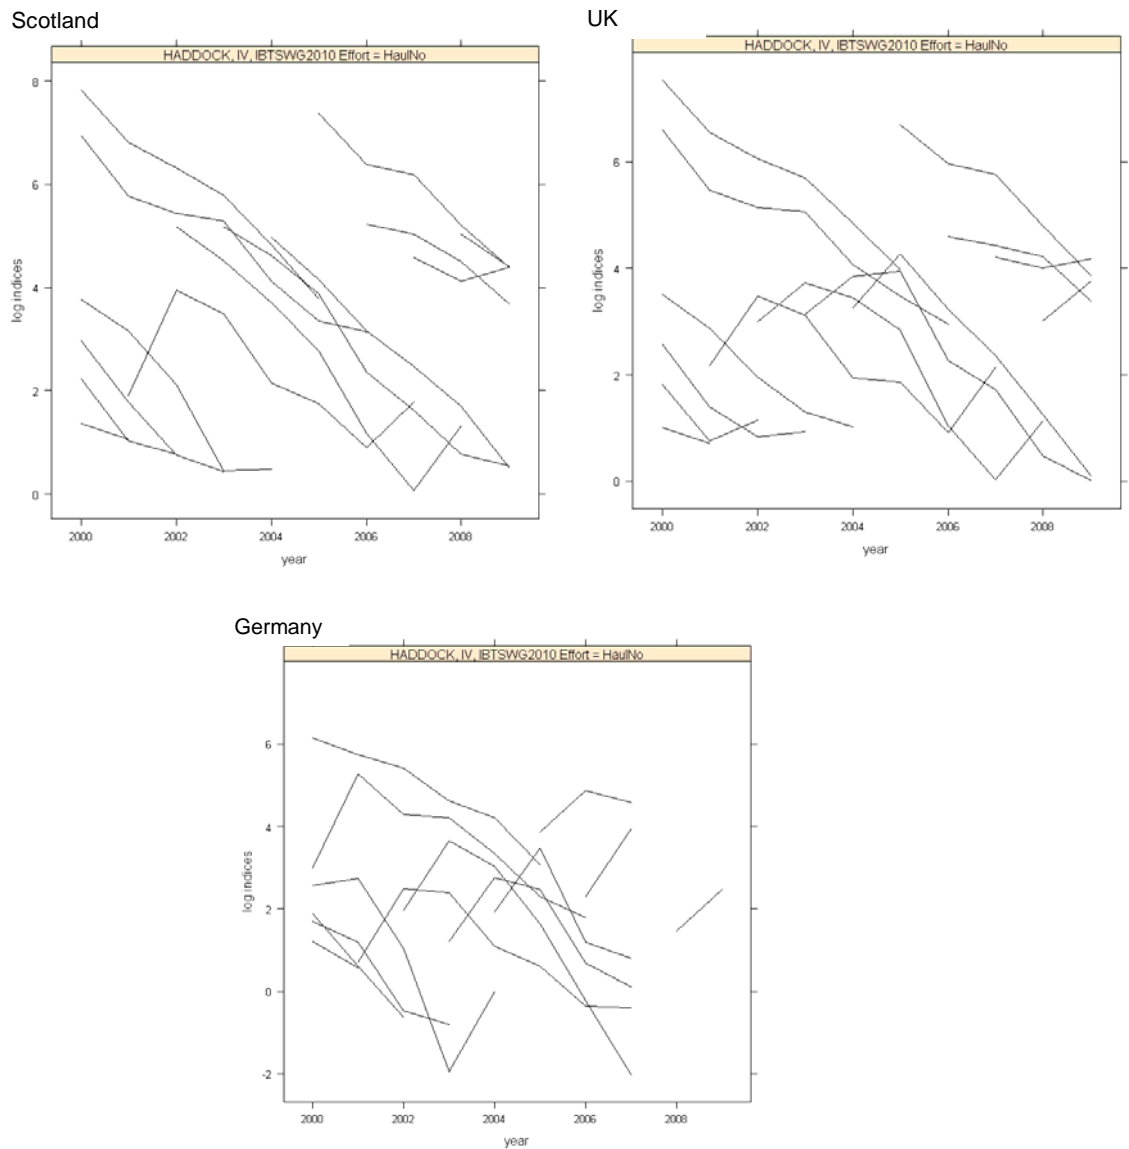 Scotland
HADDOCK, IV, IBTSWG2010 Effort = HaulNo
8
6
4
2
0
log indices
2000 2002 2004 2006 2008
year
UK
HADDOCK, IV, IBTSWG2010 Effort = HaulNo
6
4
2
0
log indices
2000 2002 2004 2006 2008
year
Germany
HADDOCK, IV, IBTSWG2010 Effort = HaulNo
6
4
2
0
-2
log indices
2000 2002 2004 2006 2008
year